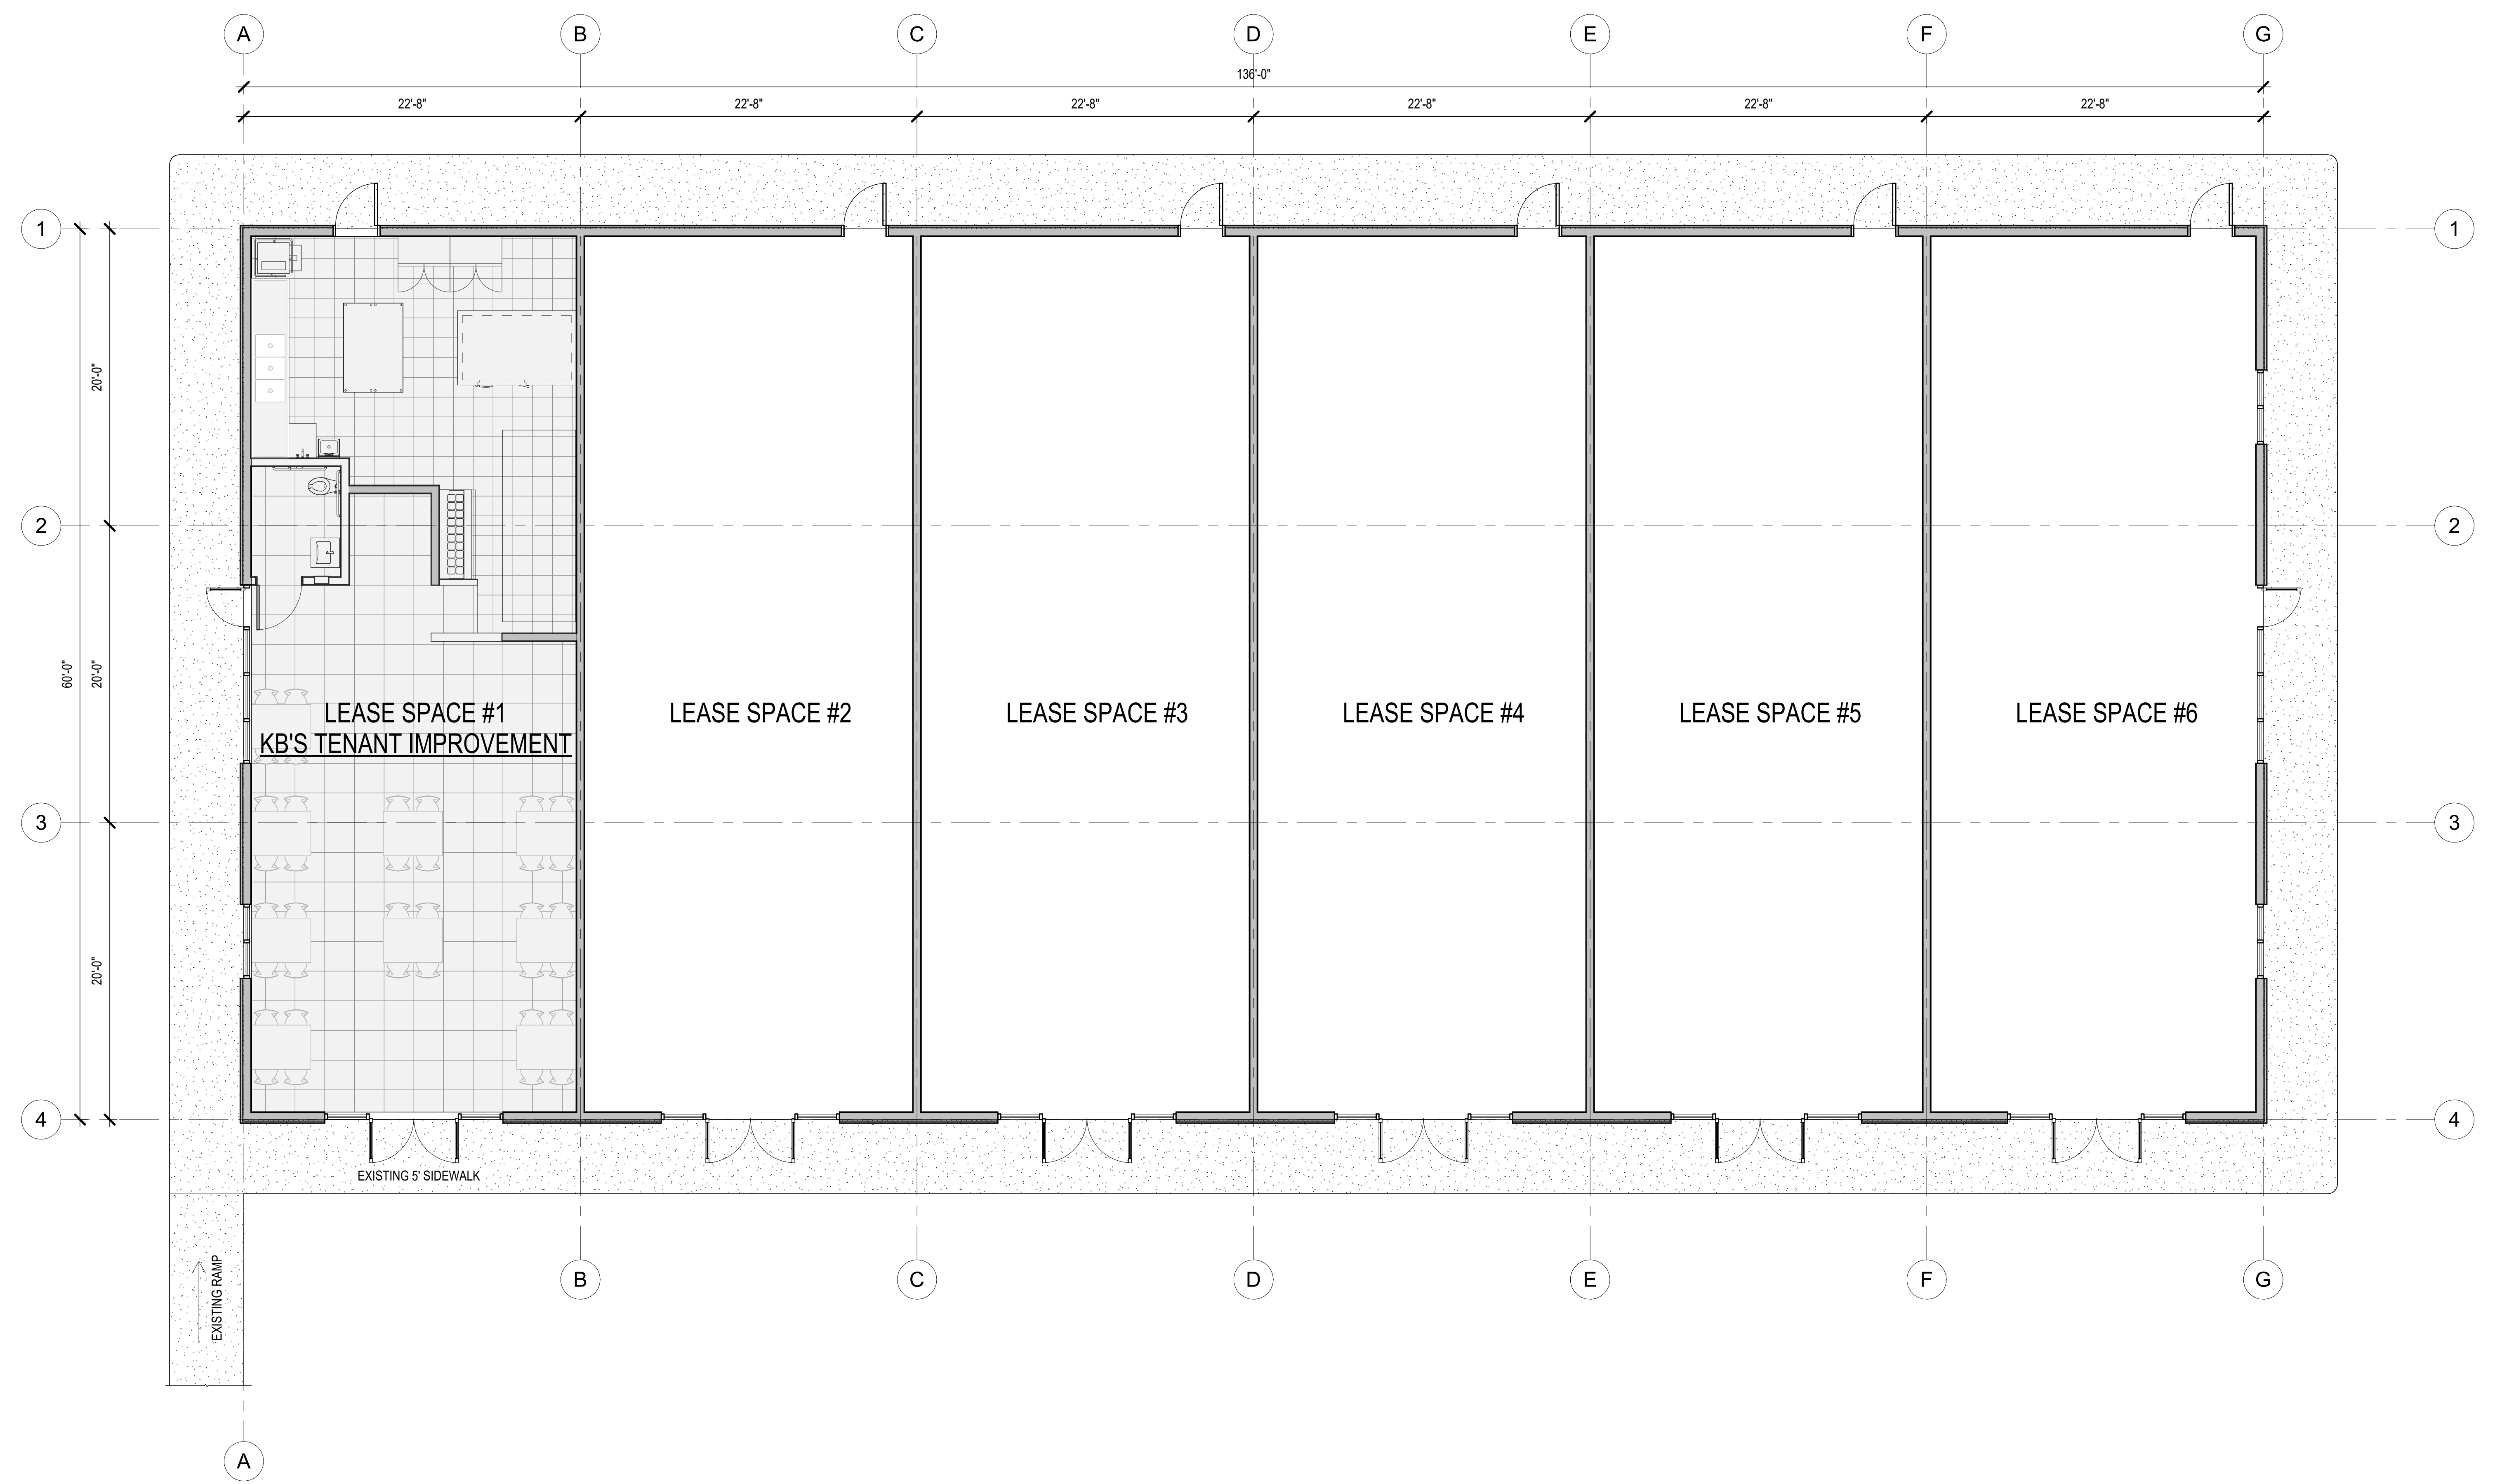 A B C D E F G
136'-0"
22'-8" 22'-8" 22'-8" 22'-8" 22'-8" 22'-8"
1 1
20'-0"
2 2
60'-0" 20'-0"
LEASE SPACE #1 LEASE SPACE #2 LEASE SPACE #3 LEASE SPACE #4 LEASE SPACE #5 LEASE SPACE #6
KB'S TENANT IMPROVEMENT
3 3
20'-0"
4 4
EXISTING 5' SIDEWALK
B C D E F G
EXISTING RAMP
A